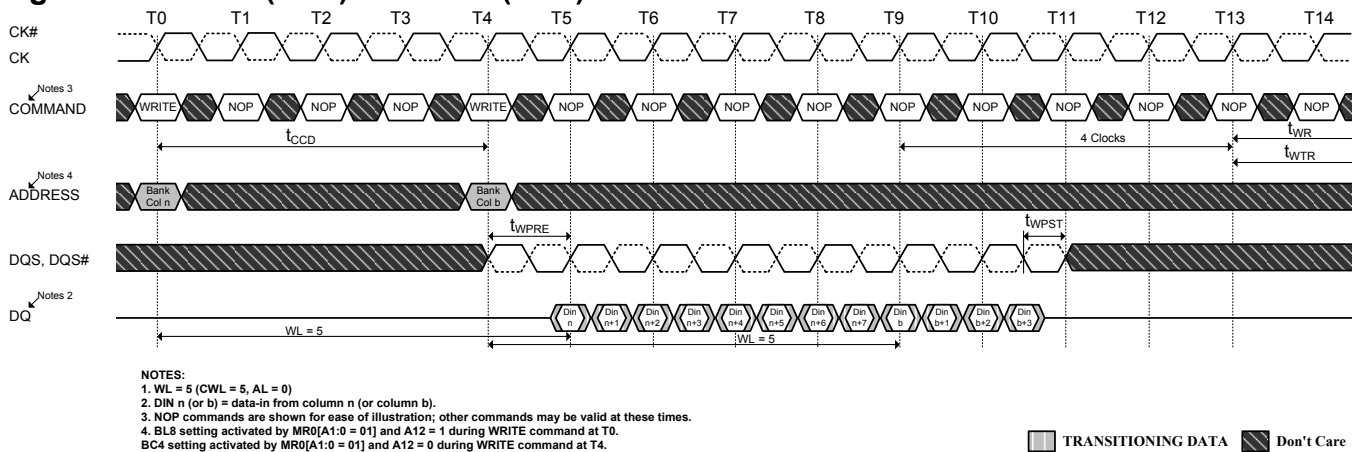 T0 T1 T2 T3 T4 T5 T6 T7 T8 T9 T10 T11 T12 T13 T14
CK#
CK
Notes 3
COMMAND
WRITE NOP NOP NOP WRITE NOP NOP NOP NOP NOP NOP NOP NOP NOP NOP
tCCD
4 Clocks
tWR
tWTR
Notes 4
ADDRESS
Bank Col n
Bank Col b
tWPRE
tWPST
DQS, DQS#
Notes 2
DQ
Din n Din n+1 Din n+2 Din n+3 Din n+4 Din n+5 Din n+6 Din n+7 Din b Din b+1 Din b+2 Din b+3
WL = 5
WL = 5
NOTES:
1. WL = 5 (CWL = 5, AL = 0)
2. DIN n (or b) = data-in from column n (or column b).
3. NOP commands are shown for ease of illustration; other commands may be valid at these times.
4. BL8 setting activated by MR0[A1:0 = 01] and A12 = 1 during WRITE command at T0.
BC4 setting activated by MR0[A1:0 = 01] and A12 = 0 during WRITE command at T4.
TRANSITIONING DATA
Don't Care